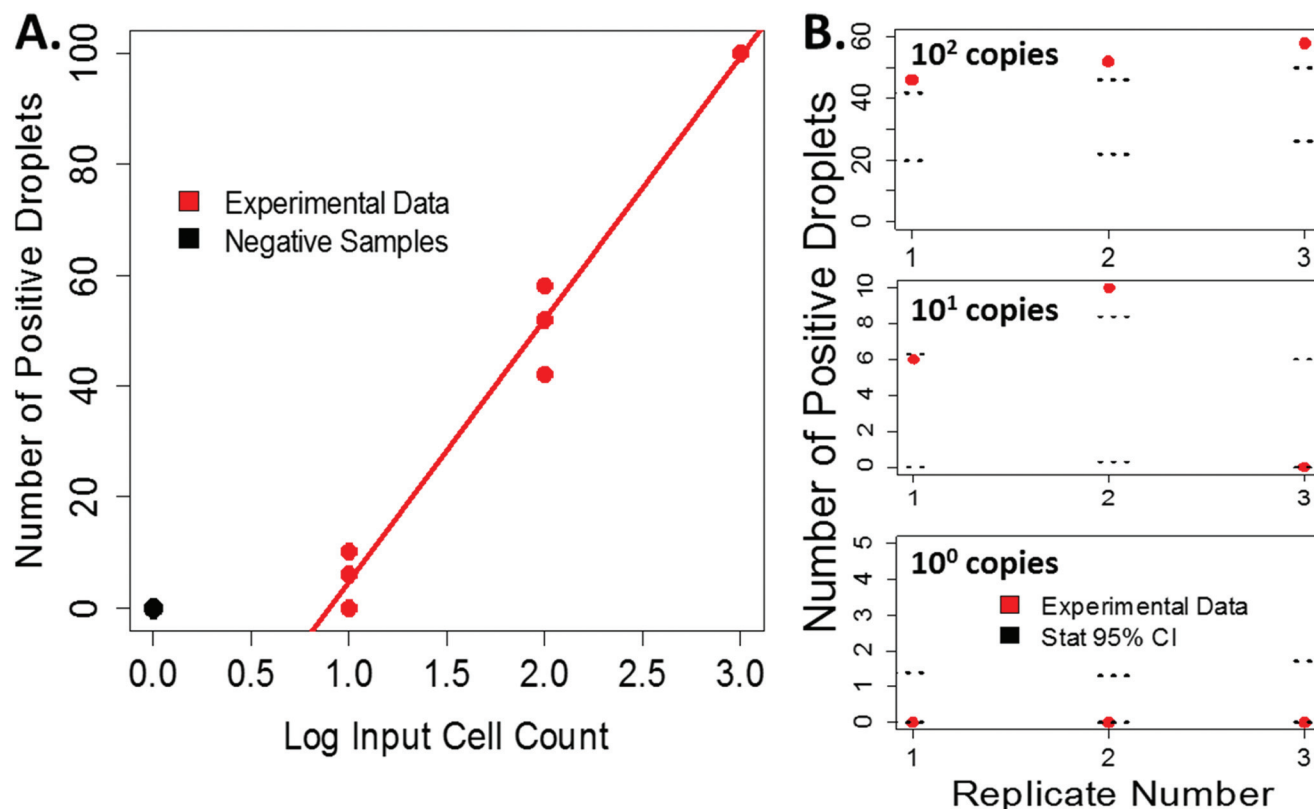 A.
Number of Positive Droplets
100
80
60
40
20
0
Experimental Data
Negative Samples
0.0 0.5 1.0 1.5 2.0 2.5 3.0
Log Input Cell Count
B.
Number of Positive Droplets
10² copies
60
40
20
0
1 2 3
10¹ copies
10
8
6
4
2
0
1 2 3
10⁰ copies
5
4
3
2
1
0
Experimental Data
Stat 95% CI
1 2 3
Replicate Number